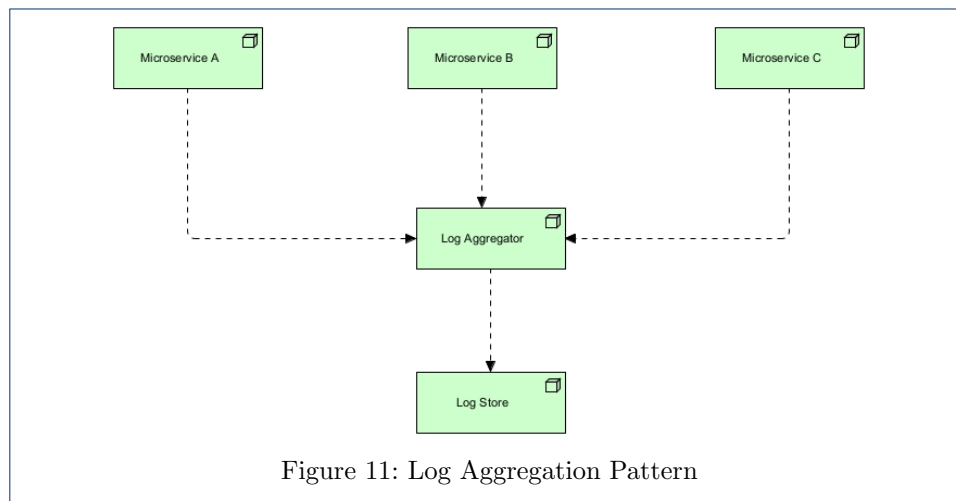 Microservice A
Microservice B
Microservice C
Log Aggregator
Log Store
Figure 11: Log Aggregation Pattern